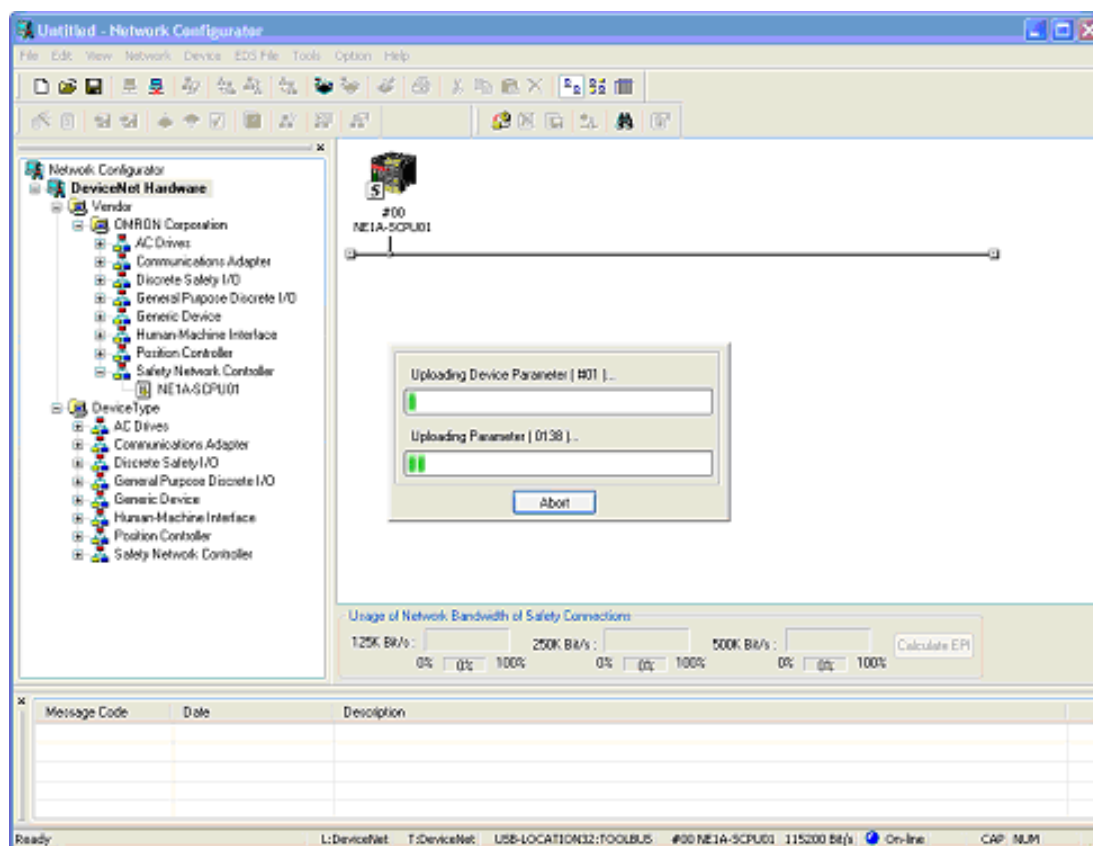 Untitled - Network Configurator
File Edit View Network Device EDS File Tools Option Help
Network Configurator
DeviceNet Hardware
Vendor
OMRON Corporation
AC Drives
Communications Adapter
Discrete Safety I/O
General Purpose Discrete I/O
Generic Device
Human-Machine Interface
Position Controller
Safety Network Controller
NE1A-SCPU01
DeviceType
AC Drives
Communications Adapter
Discrete Safety I/O
General Purpose Discrete I/O
Generic Device
Human-Machine Interface
Position Controller
Safety Network Controller
S
#00
NE1A-SCPU01
Uploading Device Parameter ( #01 )...
Uploading Parameter ( 0138 )...
Abort
Usage of Network Bandwidth of Safety Connections
125K Bit/s : 250K Bit/s : 500K Bit/s : Calculate EPI
0% 0% 100% 0% 0% 100% 0% 0% 100%
Message Code Date Description
Ready L:DeviceNet T:DeviceNet USB-LOCATION32:TOOLBUS #00 NE1A-SCPU01 115200 Bit/s On-line CAP NUM